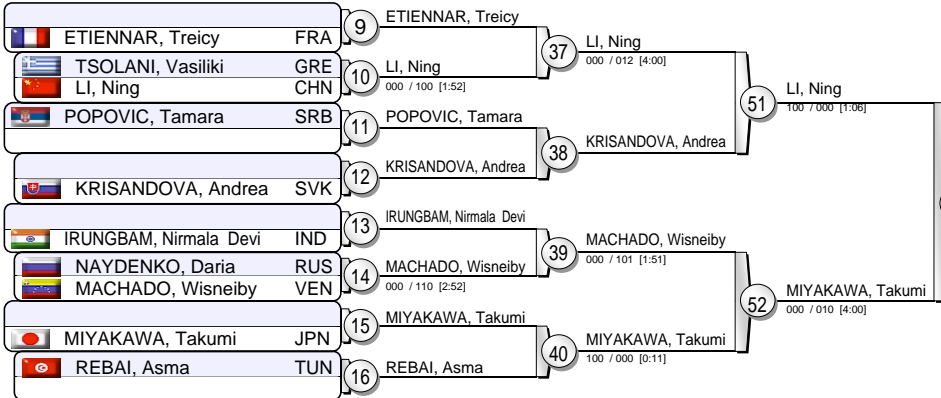 ETIENNAR, Treicy FRA
TSOLANI, Vasiliki GRE
LI, Ning CHN
POPOVIC, Tamara SRB
KRISANDOVA, Andrea SVK
IRUNGBAM, Nirmala Devi IND
NAYDENKO, Daria RUS
MACHADO, Wisneiby VEN
MIYAKAWA, Takumi JPN
REBAI, Asma TUN
9
10
11
12
13
14
15
16
ETIENNAR, Treicy
LI, Ning
000 / 100 [1:52]
POPOVIC, Tamara
KRISANDOVA, Andrea
IRUNGBAM, Nirmala Devi
MACHADO, Wisneiby
000 / 110 [2:52]
MIYAKAWA, Takumi
REBAI, Asma
37
38
39
40
LI, Ning
000 / 012 [4:00]
KRISANDOVA, Andrea
MACHADO, Wisneiby
000 / 101 [1:51]
MIYAKAWA, Takumi
100 / 000 [0:11]
51
52
LI, Ning
100 / 000 [1:06]
MIYAKAWA, Takumi
000 / 010 [4:00]